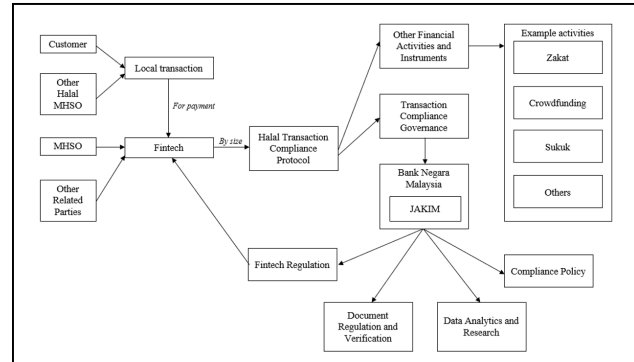 Customer
Other
Halal
MHSO
Local transaction
For payment
MHSO
Other
Related
Parties
Fintech
By size
Halal Transaction
Compliance
Protocol
Other Financial
Activities and
Instruments
Transaction
Compliance
Governance
Bank Negara
Malaysia
JAKIM
Example activities
Zakat
Crowdfunding
Sukuk
Others
Fintech Regulation
Document
Regulation and
Verification
Data Analytics and
Research
Compliance Policy